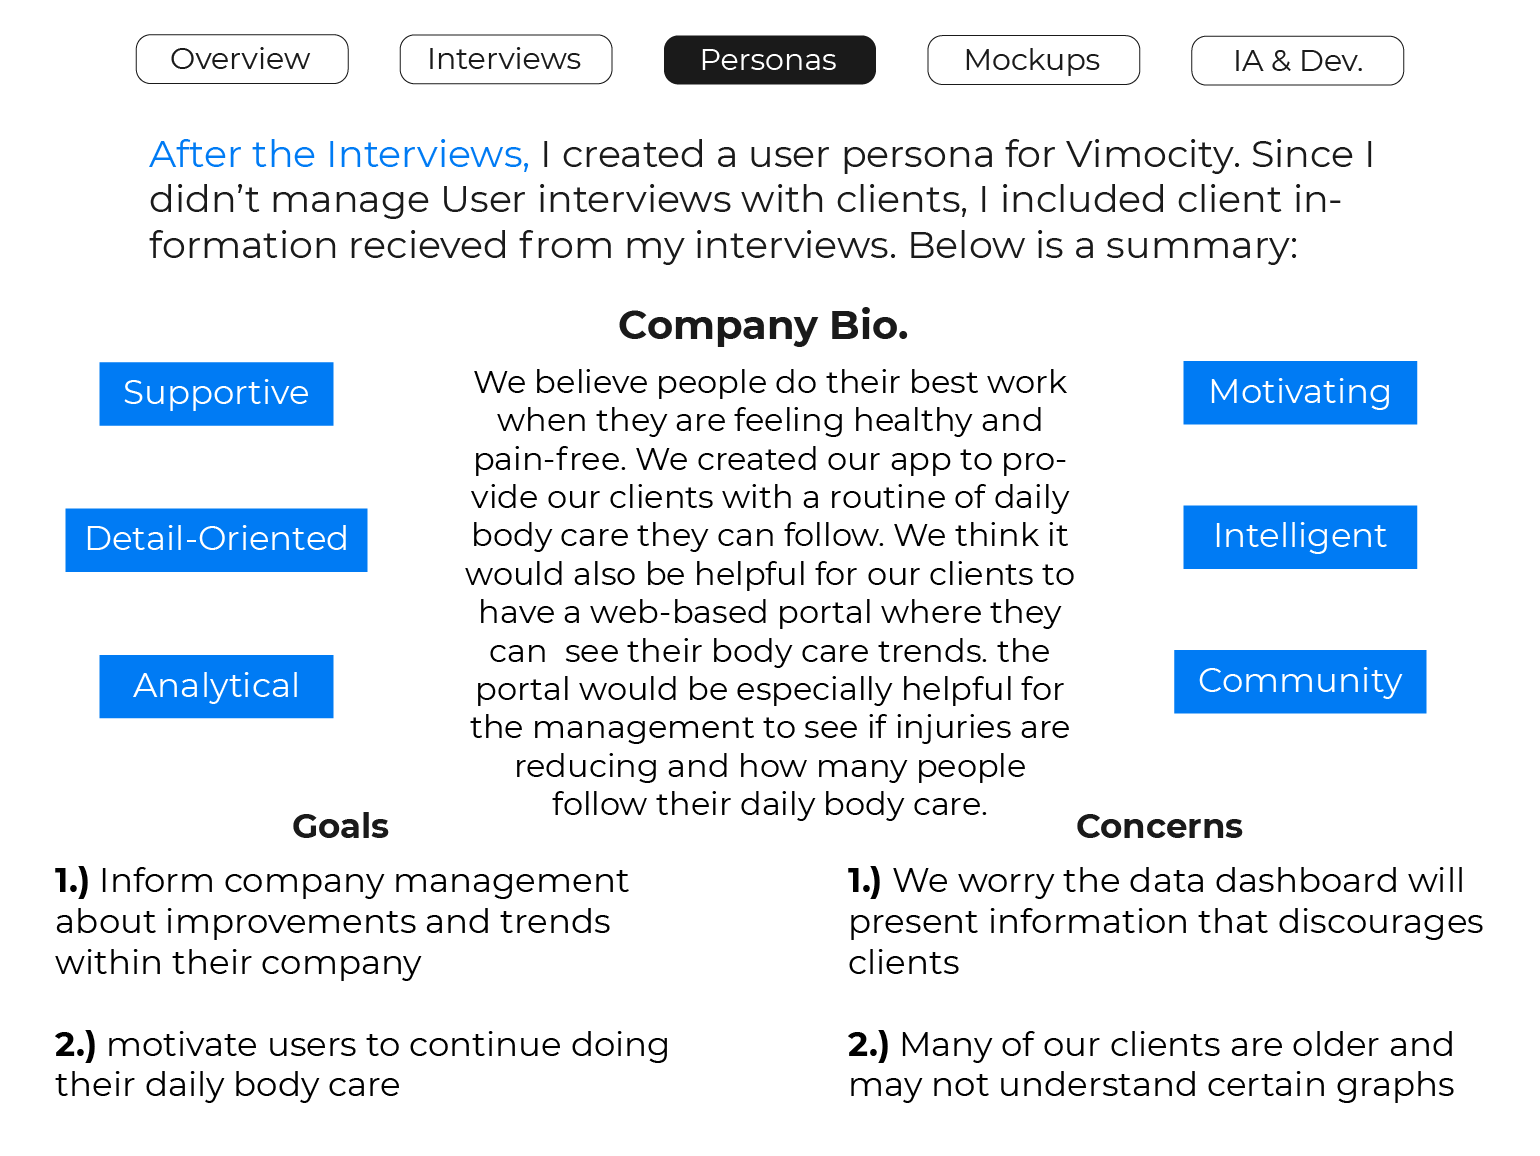 Overview
Interviews
Personas
Mockups
IA & Dev.
After the Interviews, I created a user persona for Vimocity. Since I
didn’t manage User interviews with clients, I included client in-
formation recieved from my interviews. Below is a summary:
Company Bio.
We believe people do their best work
when they are feeling healthy and
pain-free. We created our app to pro-
vide our clients with a routine of daily
body care they can follow. We think it
would also be helpful for our clients to
have a web-based portal where they
can  see their body care trends. the
portal would be especially helpful for
the management to see if injuries are
reducing and how many people
follow their daily body care.
Supportive
Detail-Oriented
Analytical
Motivating
Intelligent
Community
Goals
1.) Inform company management
about improvements and trends
within their company
2.) motivate users to continue doing
their daily body care
Concerns
1.) We worry the data dashboard will
present information that discourages
clients
2.) Many of our clients are older and
may not understand certain graphs